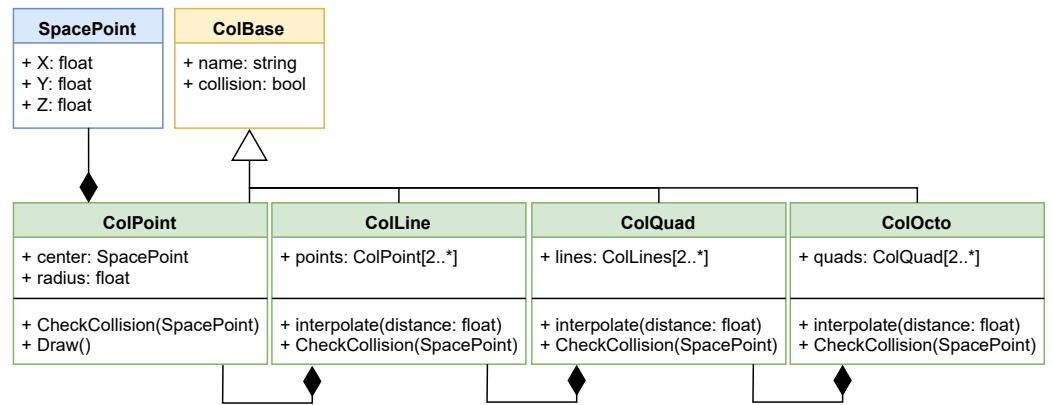 SpacePoint
+ X: float
+ Y: float
+ Z: float
ColBase
+ name: string
+ collision: bool
ColPoint
+ center: SpacePoint
+ radius: float
+ CheckCollision(SpacePoint)
+ Draw()
ColLine
+ points: ColPoint[2..*]
+ interpolate(distance: float)
+ CheckCollision(SpacePoint)
ColQuad
+ lines: ColLines[2..*]
+ interpolate(distance: float)
+ CheckCollision(SpacePoint)
ColOcto
+ quads: ColQuad[2..*]
+ interpolate(distance: float)
+ CheckCollision(SpacePoint)